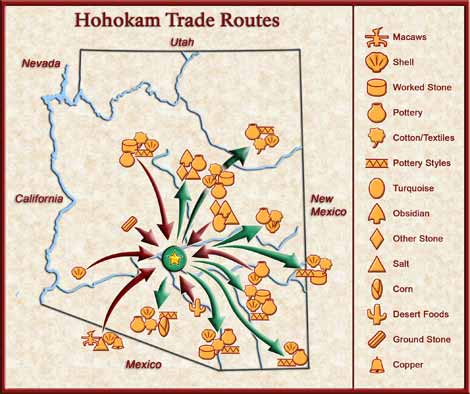 Hohokam Trade Routes
Utah
Nevada
California
New
Mexico
Mexico
Macaws
Shell
Worked Stone
Pottery
Cotton/Textiles
Pottery Styles
Turquoise
Obsidian
Other Stone
Salt
Corn
Desert Foods
Ground Stone
Copper